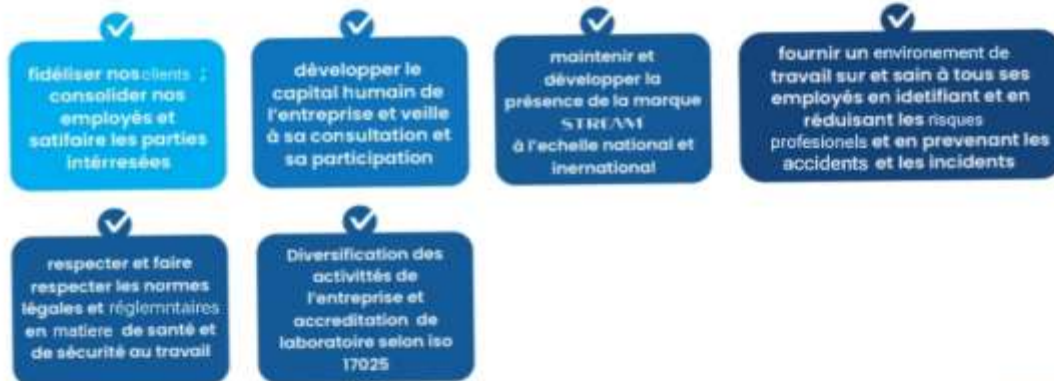 fidéliser nos clients ;
consolider nos
employés et
satifaire les parties
intérresées
dèvelopper le
capital humain de
l'entreprise et veille
à sa consultation et
sa participation
maintenir et
développer la
présence de la marque
STREAM
à l'echelle national et
inernational
fournir un environement de
travail sur et sain à tous ses
employés en idetifiant et en
réduisant les risques
profesionels et en prevenant les
accidents et les incidents
respecter et faire
respecter les normes
légales et réglemntaires
en matiere de santé et
de sécurité au travail
Diversification des
activittés de
l'entreprise et
accreditation de
laboratoire selon iso
17025